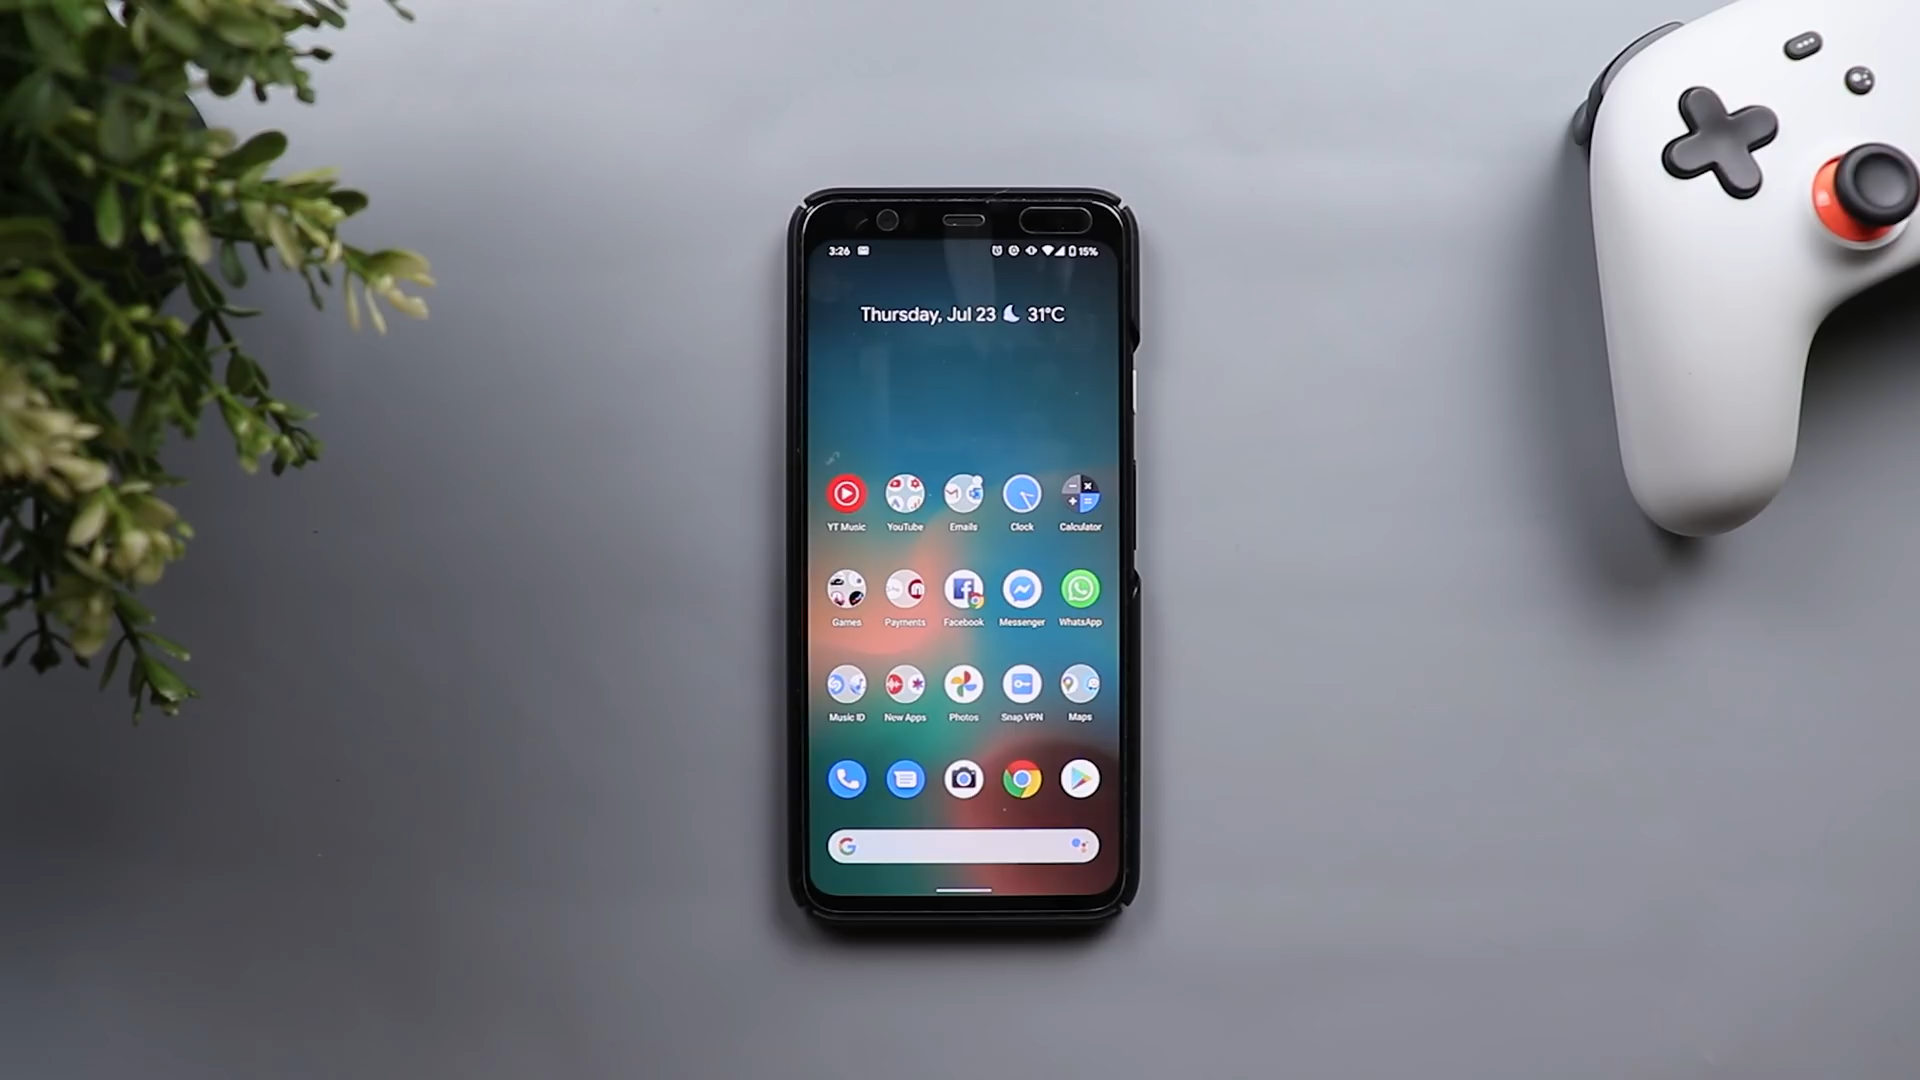 3:26 15%
Thursday, Jul 23 31°C
YT Music YouTube Emails Clock Calculator
Games Payments Facebook Messenger WhatsApp
Music ID New Apps Photos Snap VPN Maps